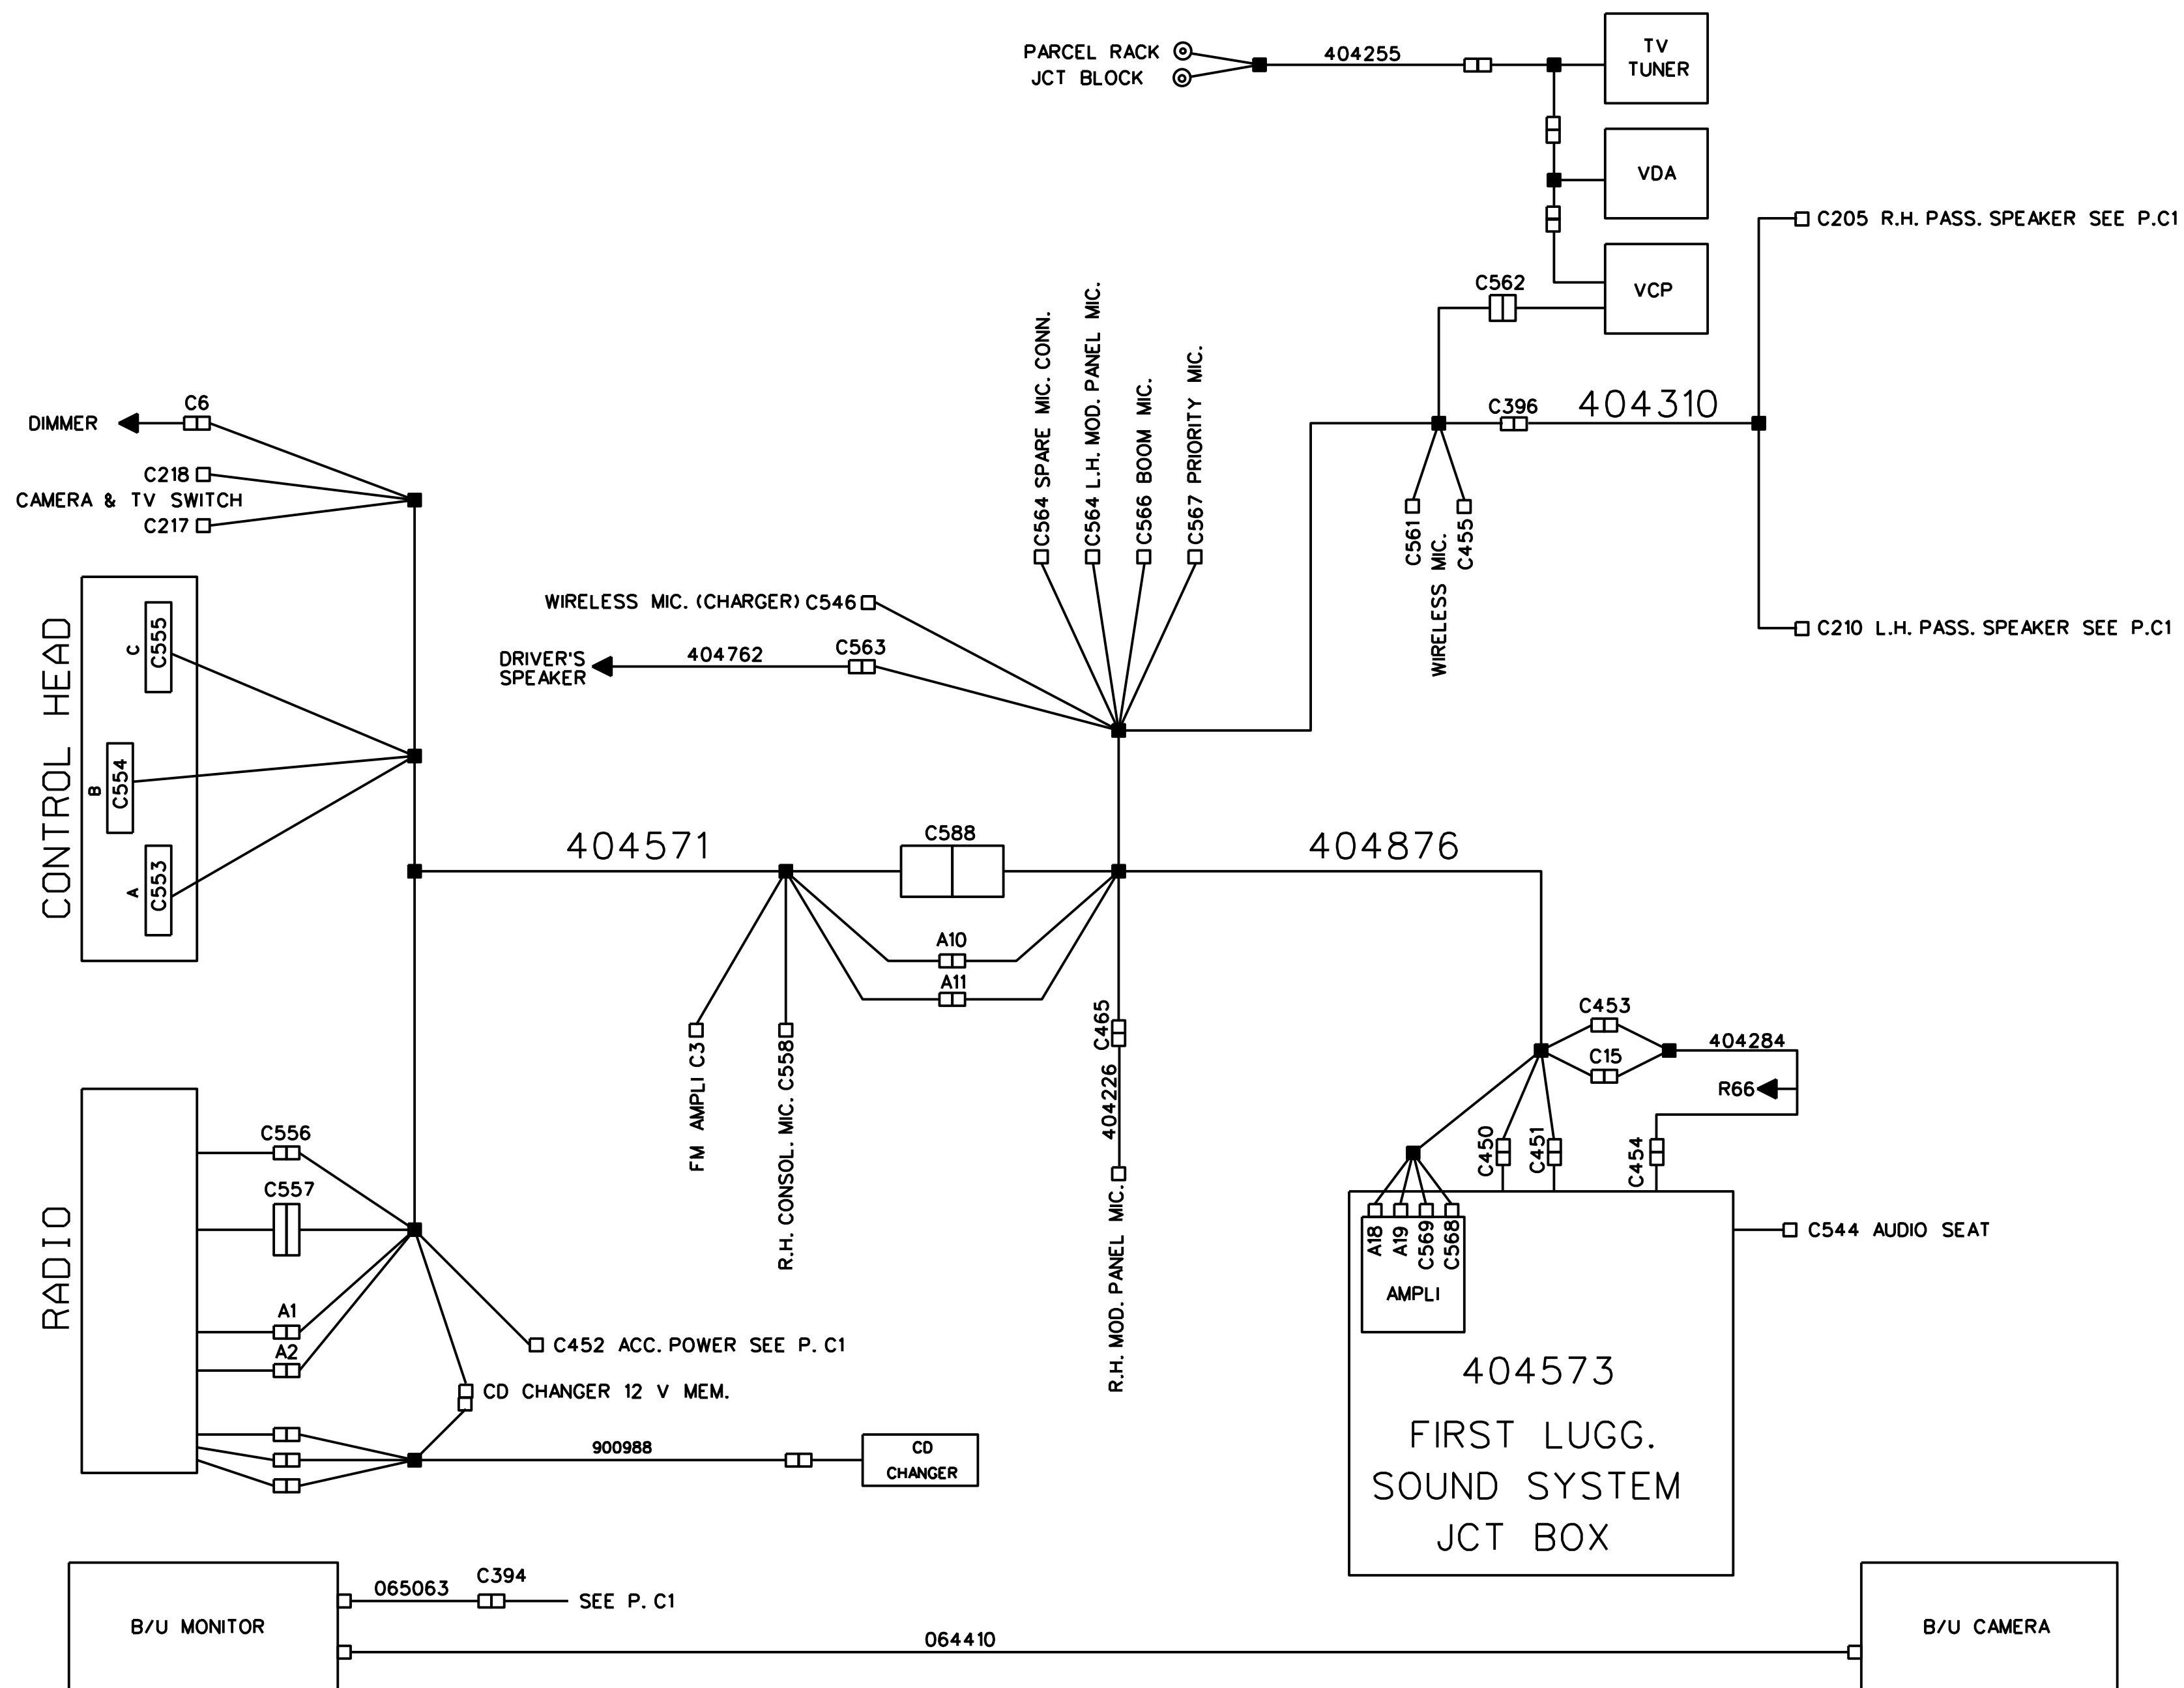 PARCEL RACK
JCT BLOCK
404255
TV
TUNER
VDA
VCP
C562
C205 R.H. PASS. SPEAKER SEE P.C1
C396
404310
C561
WIRELESS MIC.
C455
C210 L.H. PASS. SPEAKER SEE P.C1
C564 SPARE MIC. CONN.
C564 L.H. MOD. PANEL MIC.
C566 BOOM MIC.
C567 PRIORITY MIC.
DIMMER
C6
C218
CAMERA & TV SWITCH
C217
WIRELESS MIC. (CHARGER) C546
DRIVER'S
SPEAKER
404762
C563
CONTROL HEAD
C
C555
B
C554
A
C553
404571
C588
404876
A10
A11
FM AMPLI C3
R.H. CONSOL. MIC. C558
C465
404226
R.H. MOD. PANEL MIC.
C453
C15
404284
R66
C450
C451
C454
RADIO
C556
C557
A1
A2
C452 ACC. POWER SEE P. C1
CD CHANGER 12 V MEM.
900988
CD
CHANGER
A18
A19
C569
C568
AMPLI
C544 AUDIO SEAT
404573
FIRST LUGG.
SOUND SYSTEM
JCT BOX
B/U MONITOR
065063
C394
SEE P. C1
064410
B/U CAMERA